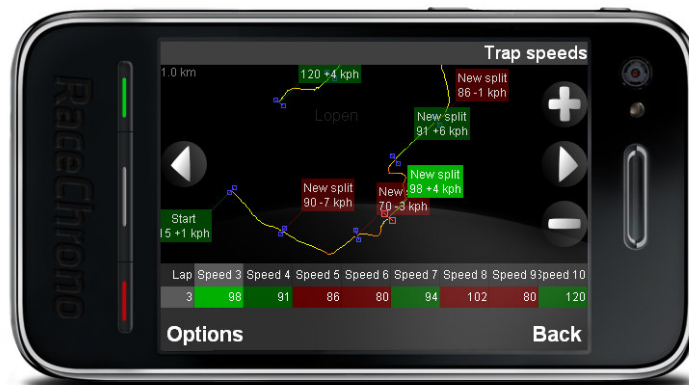 RaceChrono
Trap speeds
1.0 km
120 +4 kph
New split
86 -1 kph
Lopen
New split
91 +6 kph
New split
98 +4 kph
New split
90 -7 kph
New
70 -3 kph
Start
15 +1 kph
Lap Speed 3 Speed 4 Speed 5 Speed 6 Speed 7 Speed 8 Speed 9 Speed 10
3 98 91 86 80 94 102 80 120
Options Back